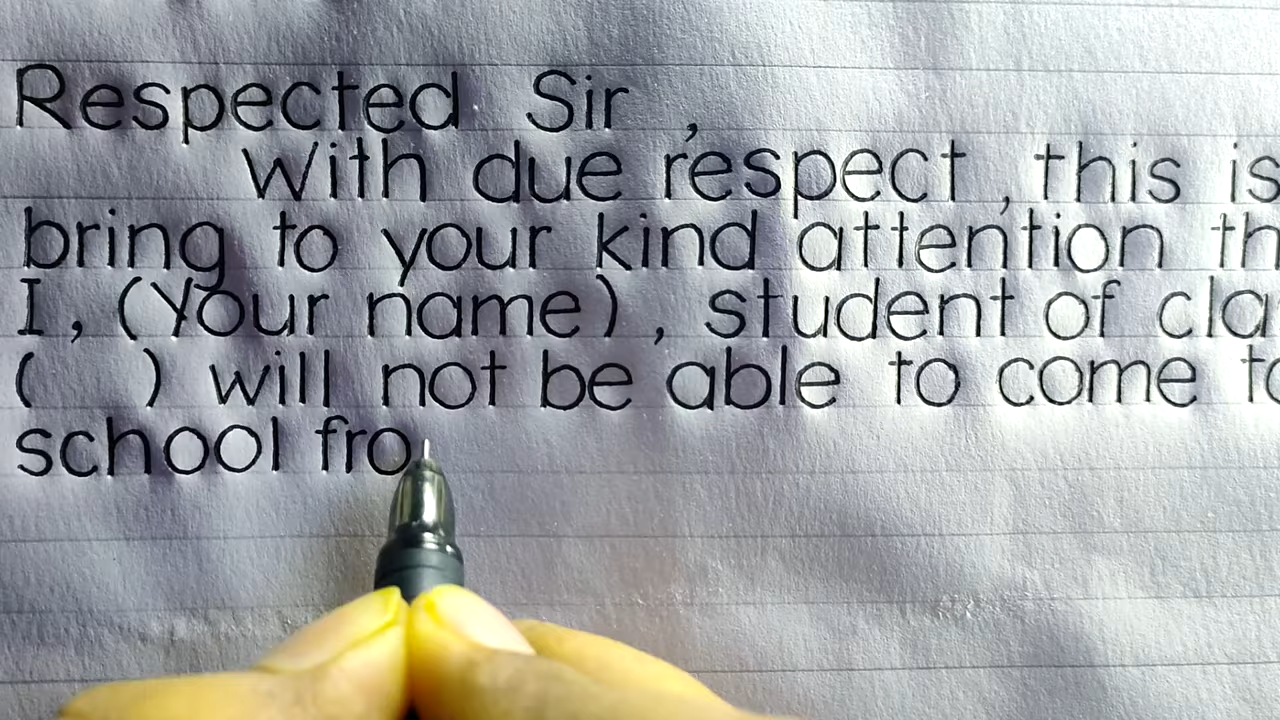 Respected Sir ,
With due respect , this is
bring to your kind attention th
I , (Your name) , student of cla
( ) will not be able to come to
school fro